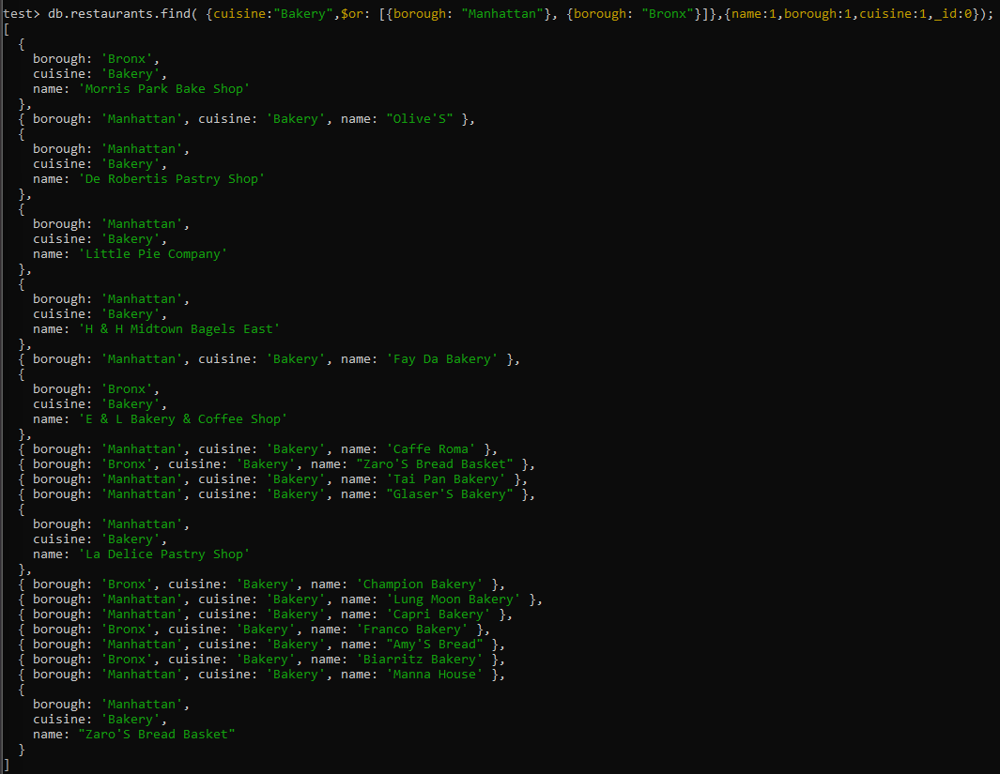 test> db.restaurants.find( {cuisine:"Bakery",$or: [{borough: "Manhattan"}, {borough: "Bronx"}]},{name:1,borough:1,cuisine:1,_id:0});
[
  {
    borough: 'Bronx',
    cuisine: 'Bakery',
    name: 'Morris Park Bake Shop'
  },
  { borough: 'Manhattan', cuisine: 'Bakery', name: "Olive'S" },
  {
    borough: 'Manhattan',
    cuisine: 'Bakery',
    name: 'De Robertis Pastry Shop'
  },
  {
    borough: 'Manhattan',
    cuisine: 'Bakery',
    name: 'Little Pie Company'
  },
  {
    borough: 'Manhattan',
    cuisine: 'Bakery',
    name: 'H & H Midtown Bagels East'
  },
  { borough: 'Manhattan', cuisine: 'Bakery', name: 'Fay Da Bakery' },
  {
    borough: 'Bronx',
    cuisine: 'Bakery',
    name: 'E & L Bakery & Coffee Shop'
  },
  { borough: 'Manhattan', cuisine: 'Bakery', name: 'Caffe Roma' },
  { borough: 'Bronx', cuisine: 'Bakery', name: "Zaro'S Bread Basket" },
  { borough: 'Manhattan', cuisine: 'Bakery', name: 'Tai Pan Bakery' },
  { borough: 'Manhattan', cuisine: 'Bakery', name: "Glaser'S Bakery" },
  {
    borough: 'Manhattan',
    cuisine: 'Bakery',
    name: 'La Delice Pastry Shop'
  },
  { borough: 'Bronx', cuisine: 'Bakery', name: 'Champion Bakery' },
  { borough: 'Manhattan', cuisine: 'Bakery', name: 'Lung Moon Bakery' },
  { borough: 'Manhattan', cuisine: 'Bakery', name: 'Capri Bakery' },
  { borough: 'Bronx', cuisine: 'Bakery', name: 'Franco Bakery' },
  { borough: 'Manhattan', cuisine: 'Bakery', name: "Amy'S Bread" },
  { borough: 'Bronx', cuisine: 'Bakery', name: 'Biarritz Bakery' },
  { borough: 'Manhattan', cuisine: 'Bakery', name: 'Manna House' },
  {
    borough: 'Manhattan',
    cuisine: 'Bakery',
    name: "Zaro'S Bread Basket"
  }
]